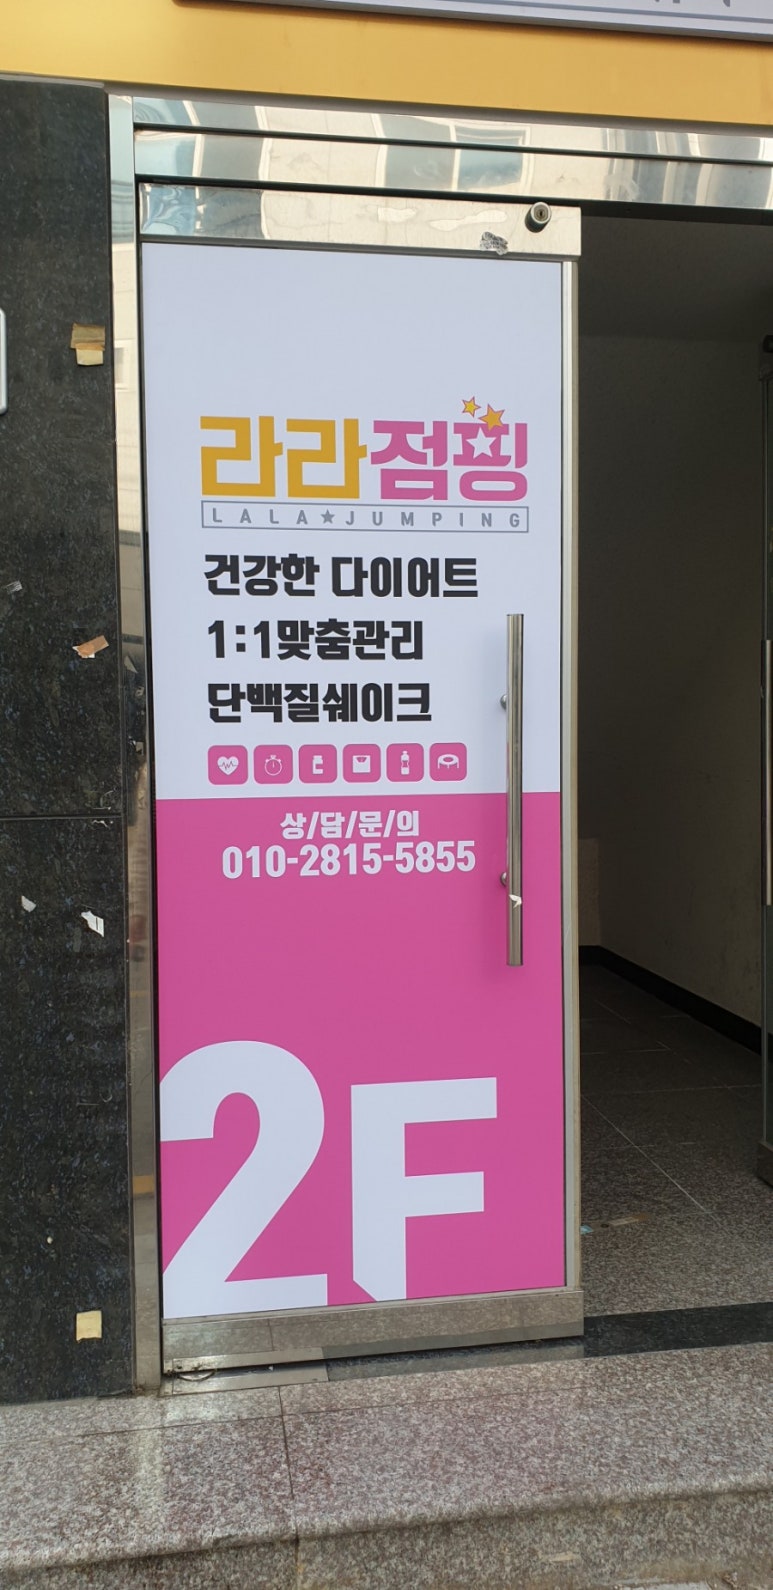 라라점핑
LALA★JUMPING
건강한 다이어트
1:1맞춤관리
단백질쉐이크
상/담/문/의
010-2815-5855
2F